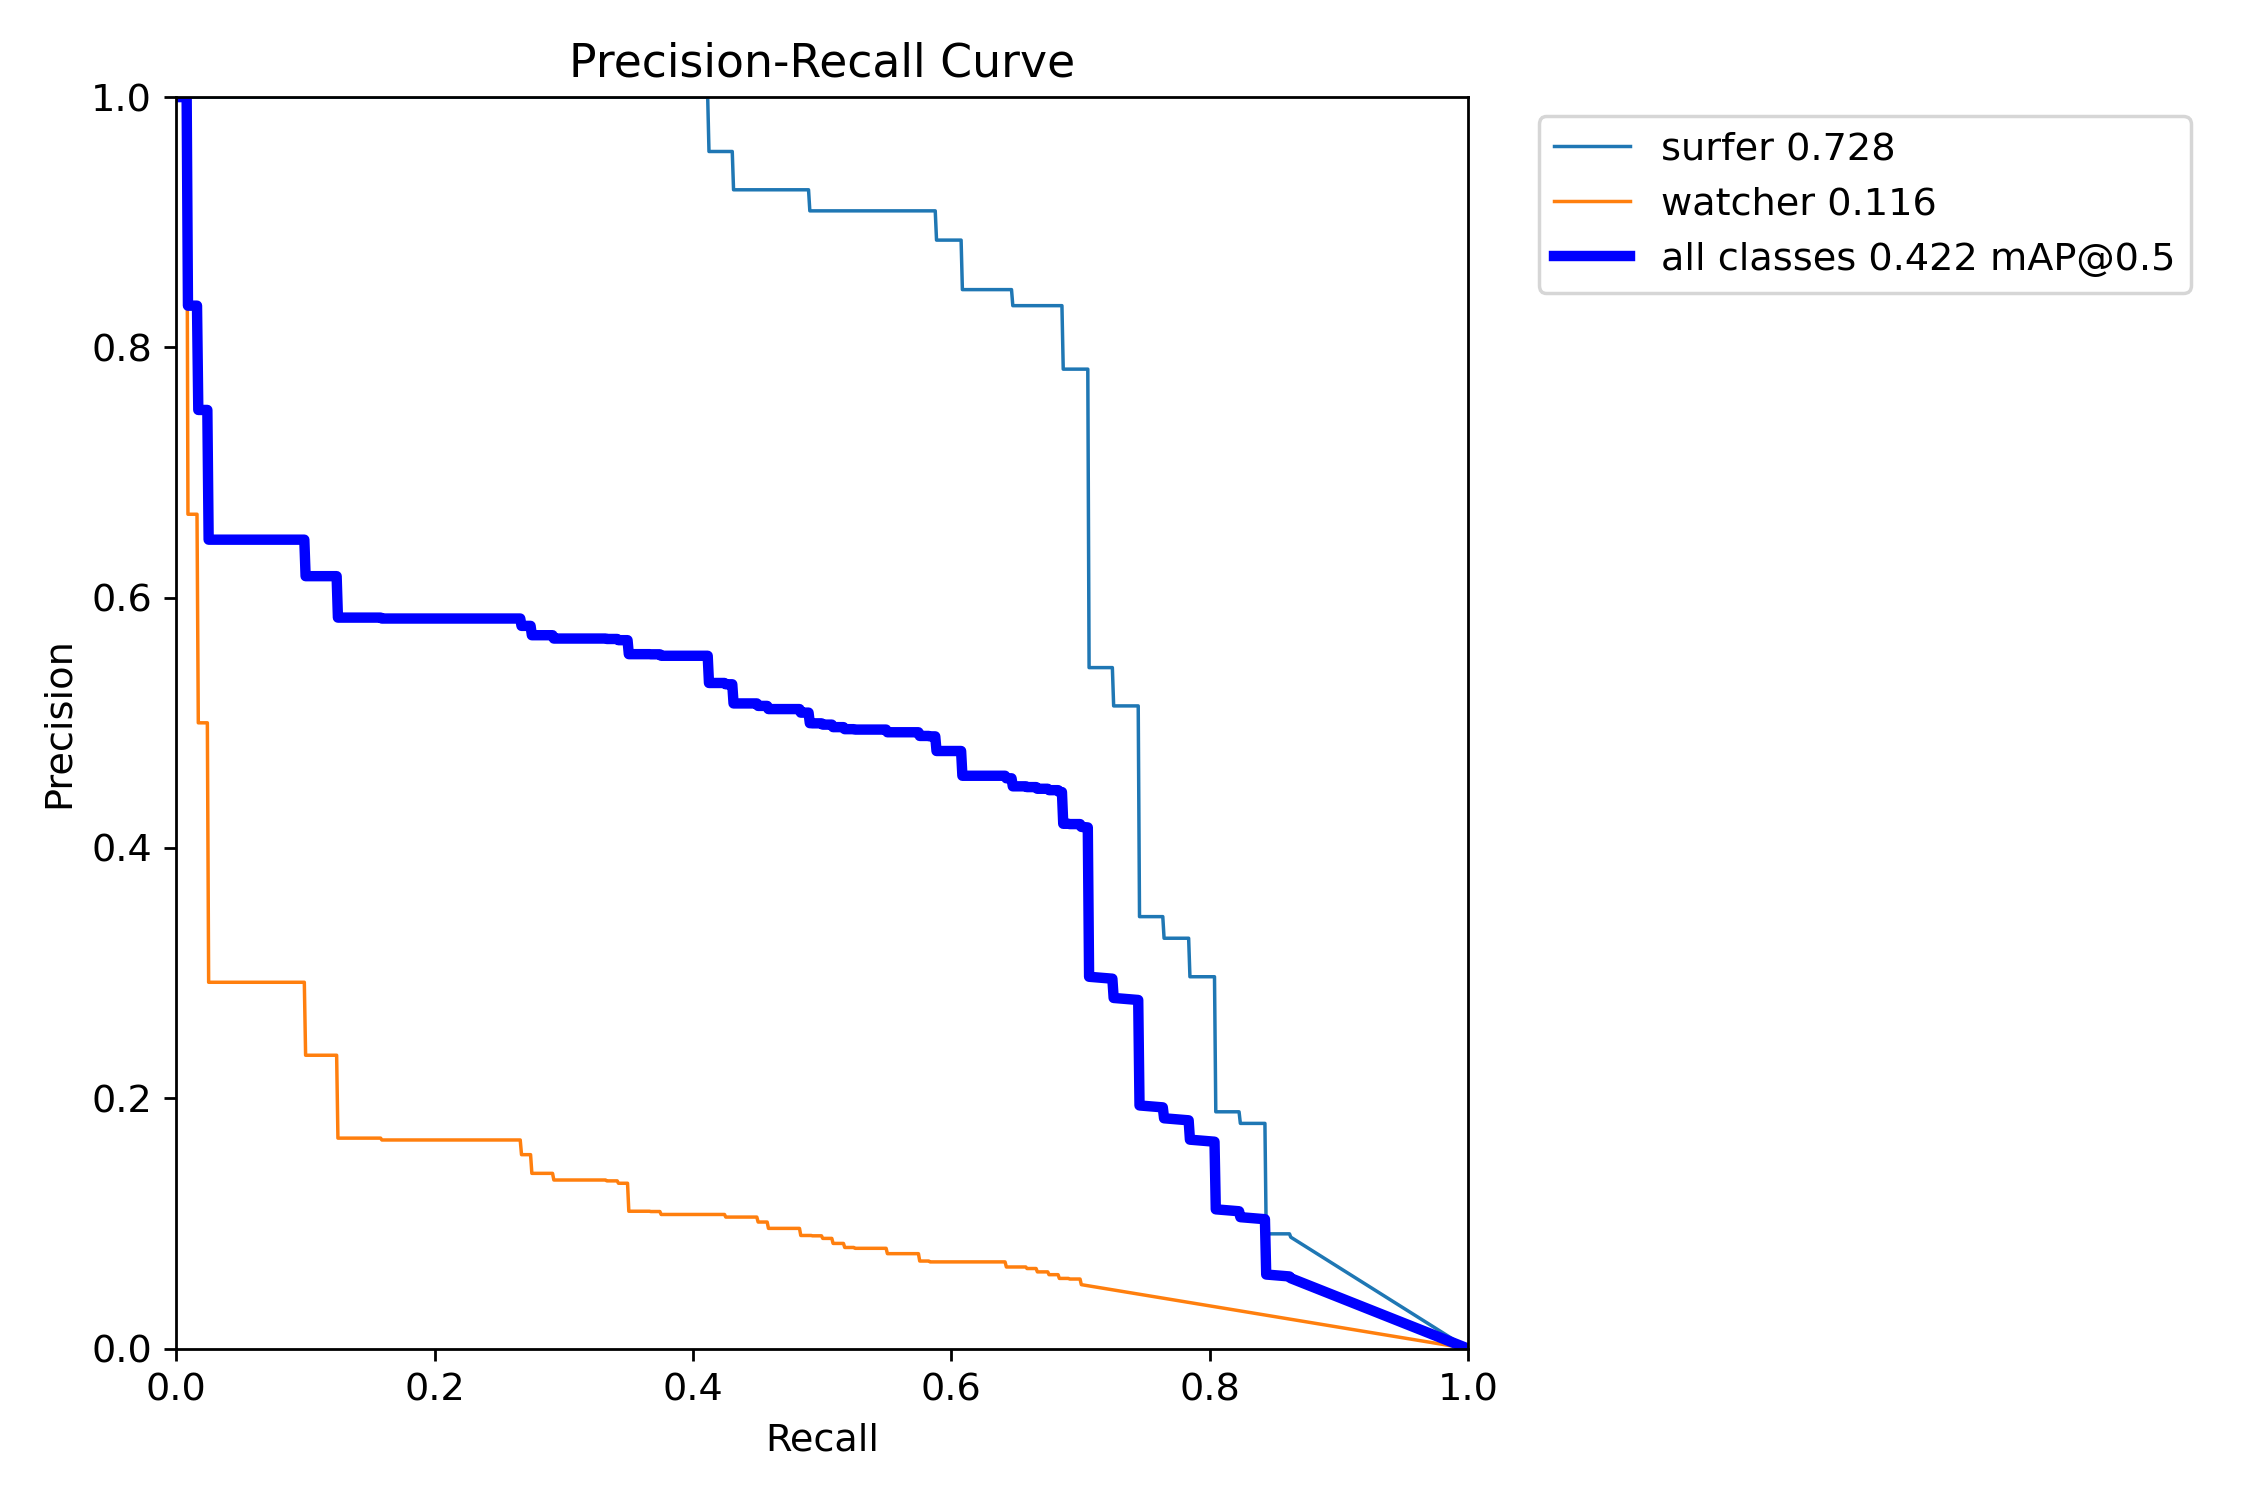 Precision-Recall Curve
1.0
0.8
0.6
0.4
0.2
0.0
Precision
0.0 0.2 0.4 0.6 0.8 1.0
Recall
surfer 0.728
watcher 0.116
all classes 0.422 mAP@0.5